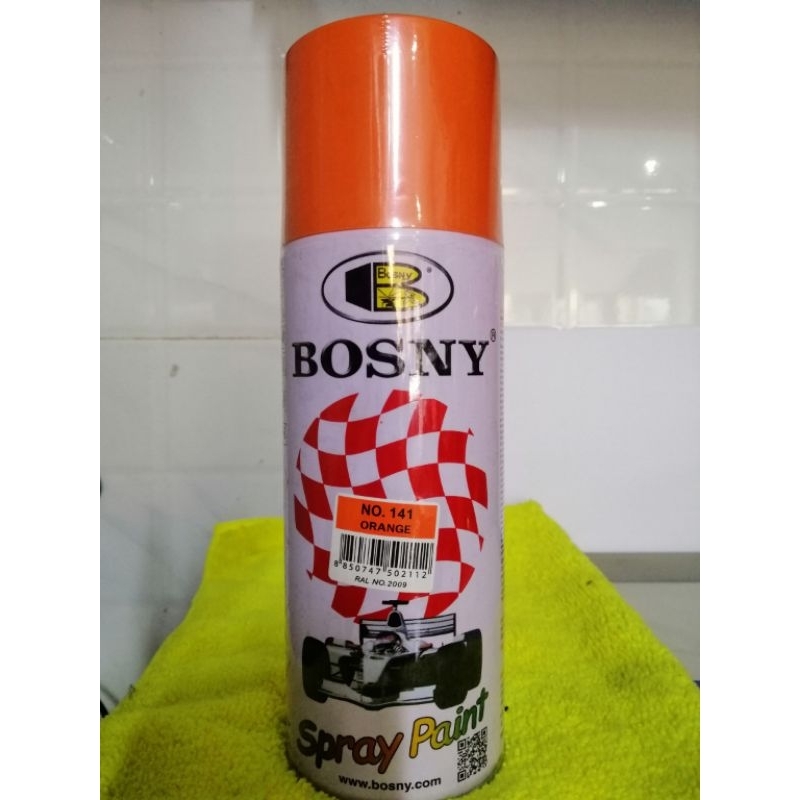 BOSNY
BOSNY®
NO. 141
ORANGE
8 850747 502112
RAL NO.2009
Spray Paint
www.bosny.com